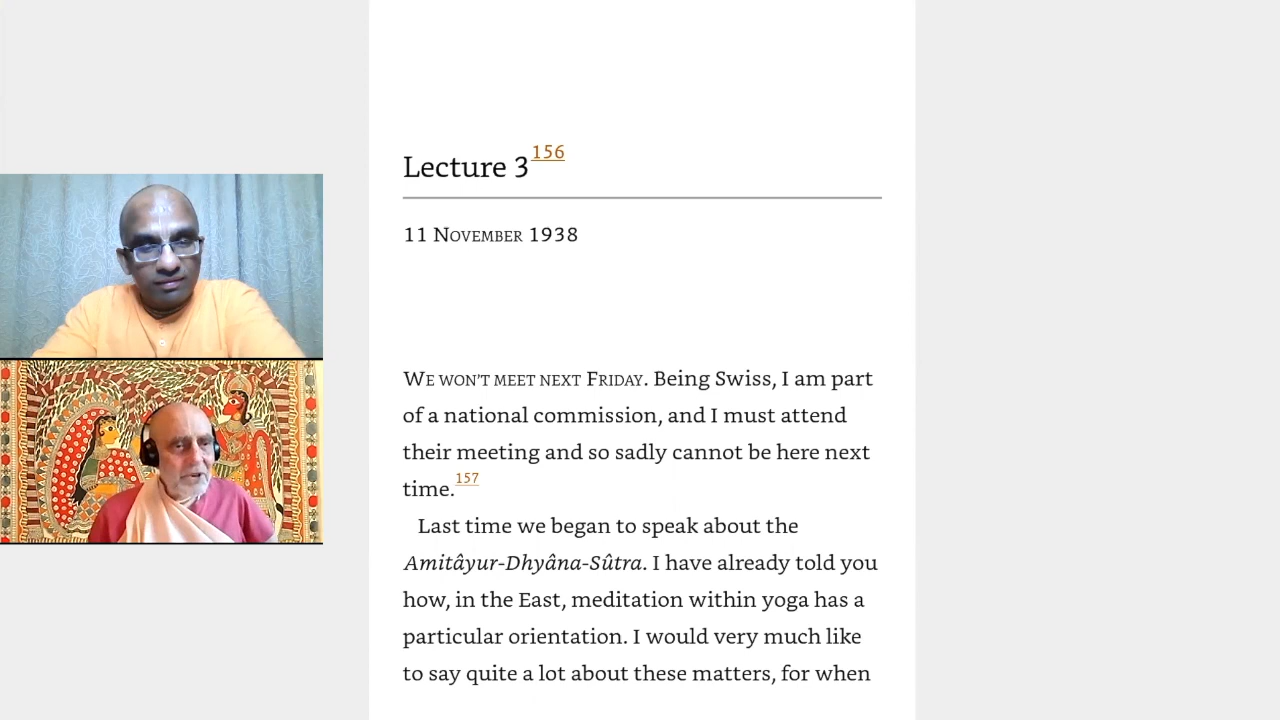 Lecture 3156
11 November 1938
We won't meet next Friday. Being Swiss, I am part
of a national commission, and I must attend
their meeting and so sadly cannot be here next
time.157
Last time we began to speak about the
Amitâyur-Dhyâna-Sûtra. I have already told you
how, in the East, meditation within yoga has a
particular orientation. I would very much like
to say quite a lot about these matters, for when